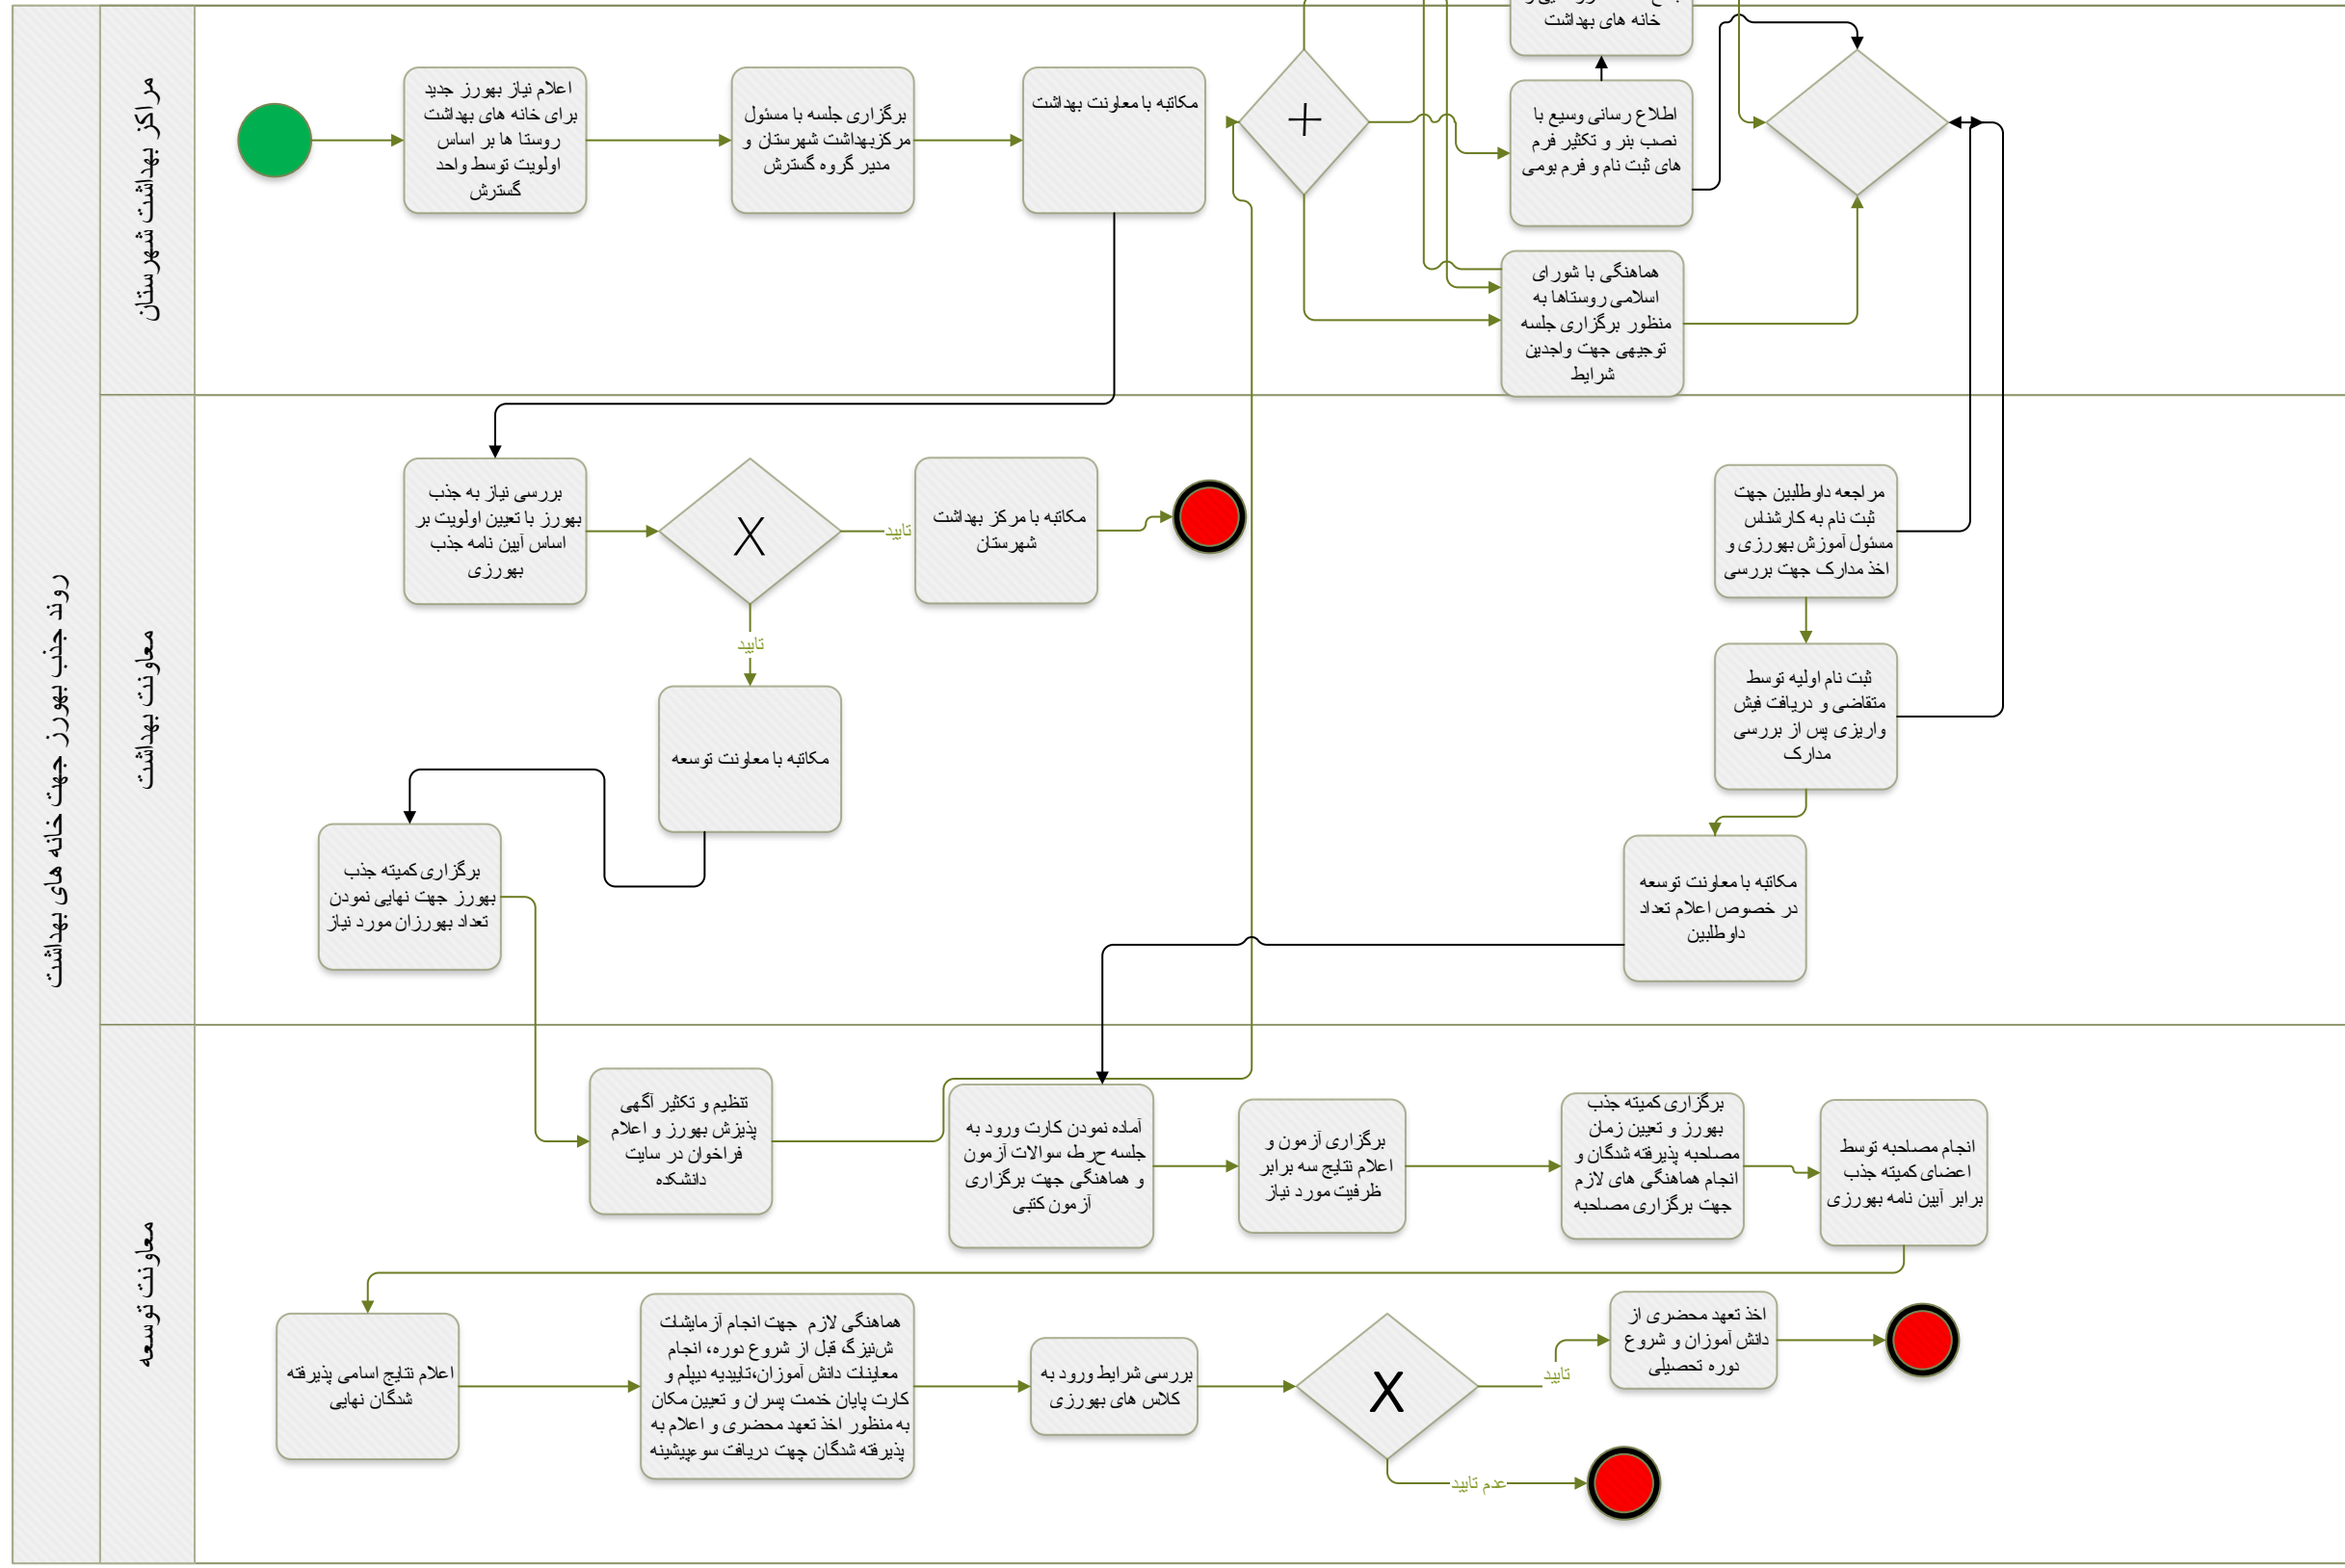 روند جذب بهورز جهت خانه های بهداشت
مراکز بهداشت شهرستان
اعلام نیاز بهورز جدید
برای خانه های بهداشت
روستا ها بر اساس
اولویت توسط واحد
گسترش
برگزاری جلسه با مسئول
مرکزبهداشت شهرستان و
مدیر گروه گسترش
مکاتبه با معاونت بهداشت
+
خانه های بهداشت
اطلاع رسانی وسیع با
نصب بنر و تکثیر فرم
های ثبت نام و فرم بومی
هماهنگی با شورای
اسلامی روستاها به
منظور برگزاری جلسه
توجیهی جهت واجدین
شرایط
معاونت بهداشت
بررسی نیاز به جذب
بهورز با تعیین اولویت بر
اساس آیین نامه جذب
بهورزی
X
تایید
مکاتبه با مرکز بهداشت
شهرستان
تایید
مکاتبه با معاونت توسعه
برگزاری کمیته جذب
بهورز جهت نهایی نمودن
تعداد بهورزان مورد نیاز
مراجعه داوطلبین جهت
ثبت نام به کارشناس
مسئول آموزش بهورزی و
اخذ مدارک جهت بررسی
ثبت نام اولیه توسط
متقاضی و دریافت فیش
واریزی پس از بررسی
مدارک
مکاتبه با معاونت توسعه
در خصوص اعلام تعداد
داوطلبین
معاونت توسعه
تنظیم و تکثیر آگهی
پذیزش بهورز و اعلام
فراخوان در سایت
دانشکده
آماده نمودن کارت ورود به
جلسه سوالات آزمون
و هماهنگی جهت برگزاری
آزمون کتبی
برگزاری آزمون و
اعلام نتایج سه برابر
ظرفیت مورد نیاز
برگزاری کمیته جذب
بهورز و تعیین زمان
مصاحبه پذیرفته شدگان و
انجام هماهنگی های لازم
جهت برگزاری مصاحبه
انجام مصاحبه توسط
اعضای کمیته جذب
برابر آیین نامه بهورزی
اعلام نتایج اسامی پذیرفته
شدگان نهایی
هماهنگی لازم جهت انجام آزمایشات
قبل از شروع دوره، انجام
معاینات دانش آموزان،تاییدیه دیپلم و
کارت پایان خدمت پسران و تعیین مکان
به منظور اخذ تعهد محضری و اعلام به
پذیرفته شدگان چهت دریافت سوءپیشینه
بررسی شرایط ورود به
کلاس های بهورزی
X
تایید
اخذ تعهد محضری از
دانش آموزان و شروع
دوره تحصیلی
عدم تایید